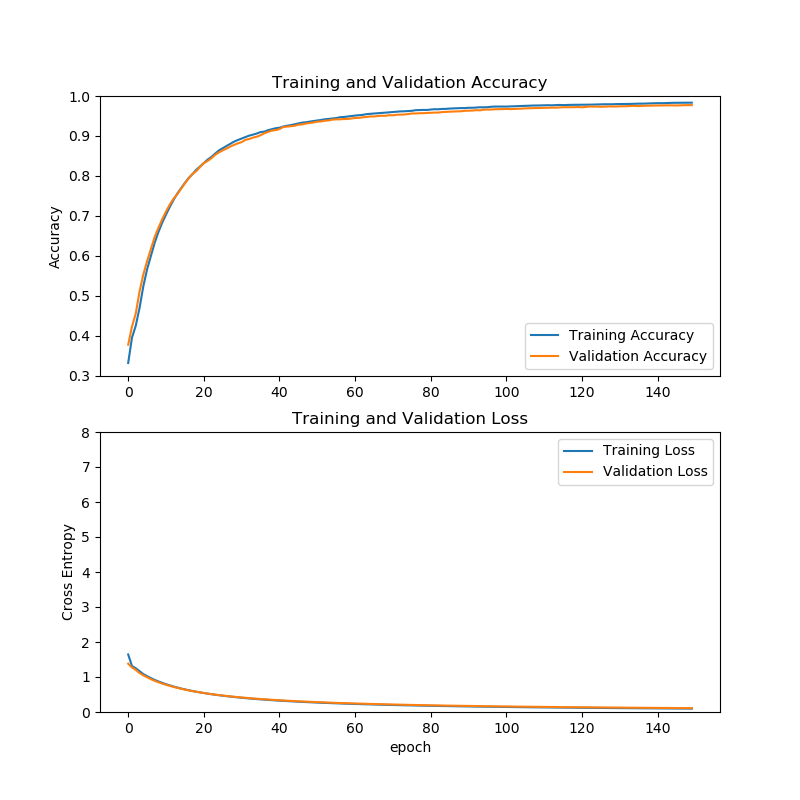 Training and Validation Accuracy
Accuracy
1.0
0.9
0.8
0.7
0.6
0.5
0.4
0.3
Training Accuracy
Validation Accuracy
0 20 40 60 80 100 120 140
Training and Validation Loss
Cross Entropy
8
7
6
5
4
3
2
1
0
Training Loss
Validation Loss
0 20 40 60 80 100 120 140
epoch